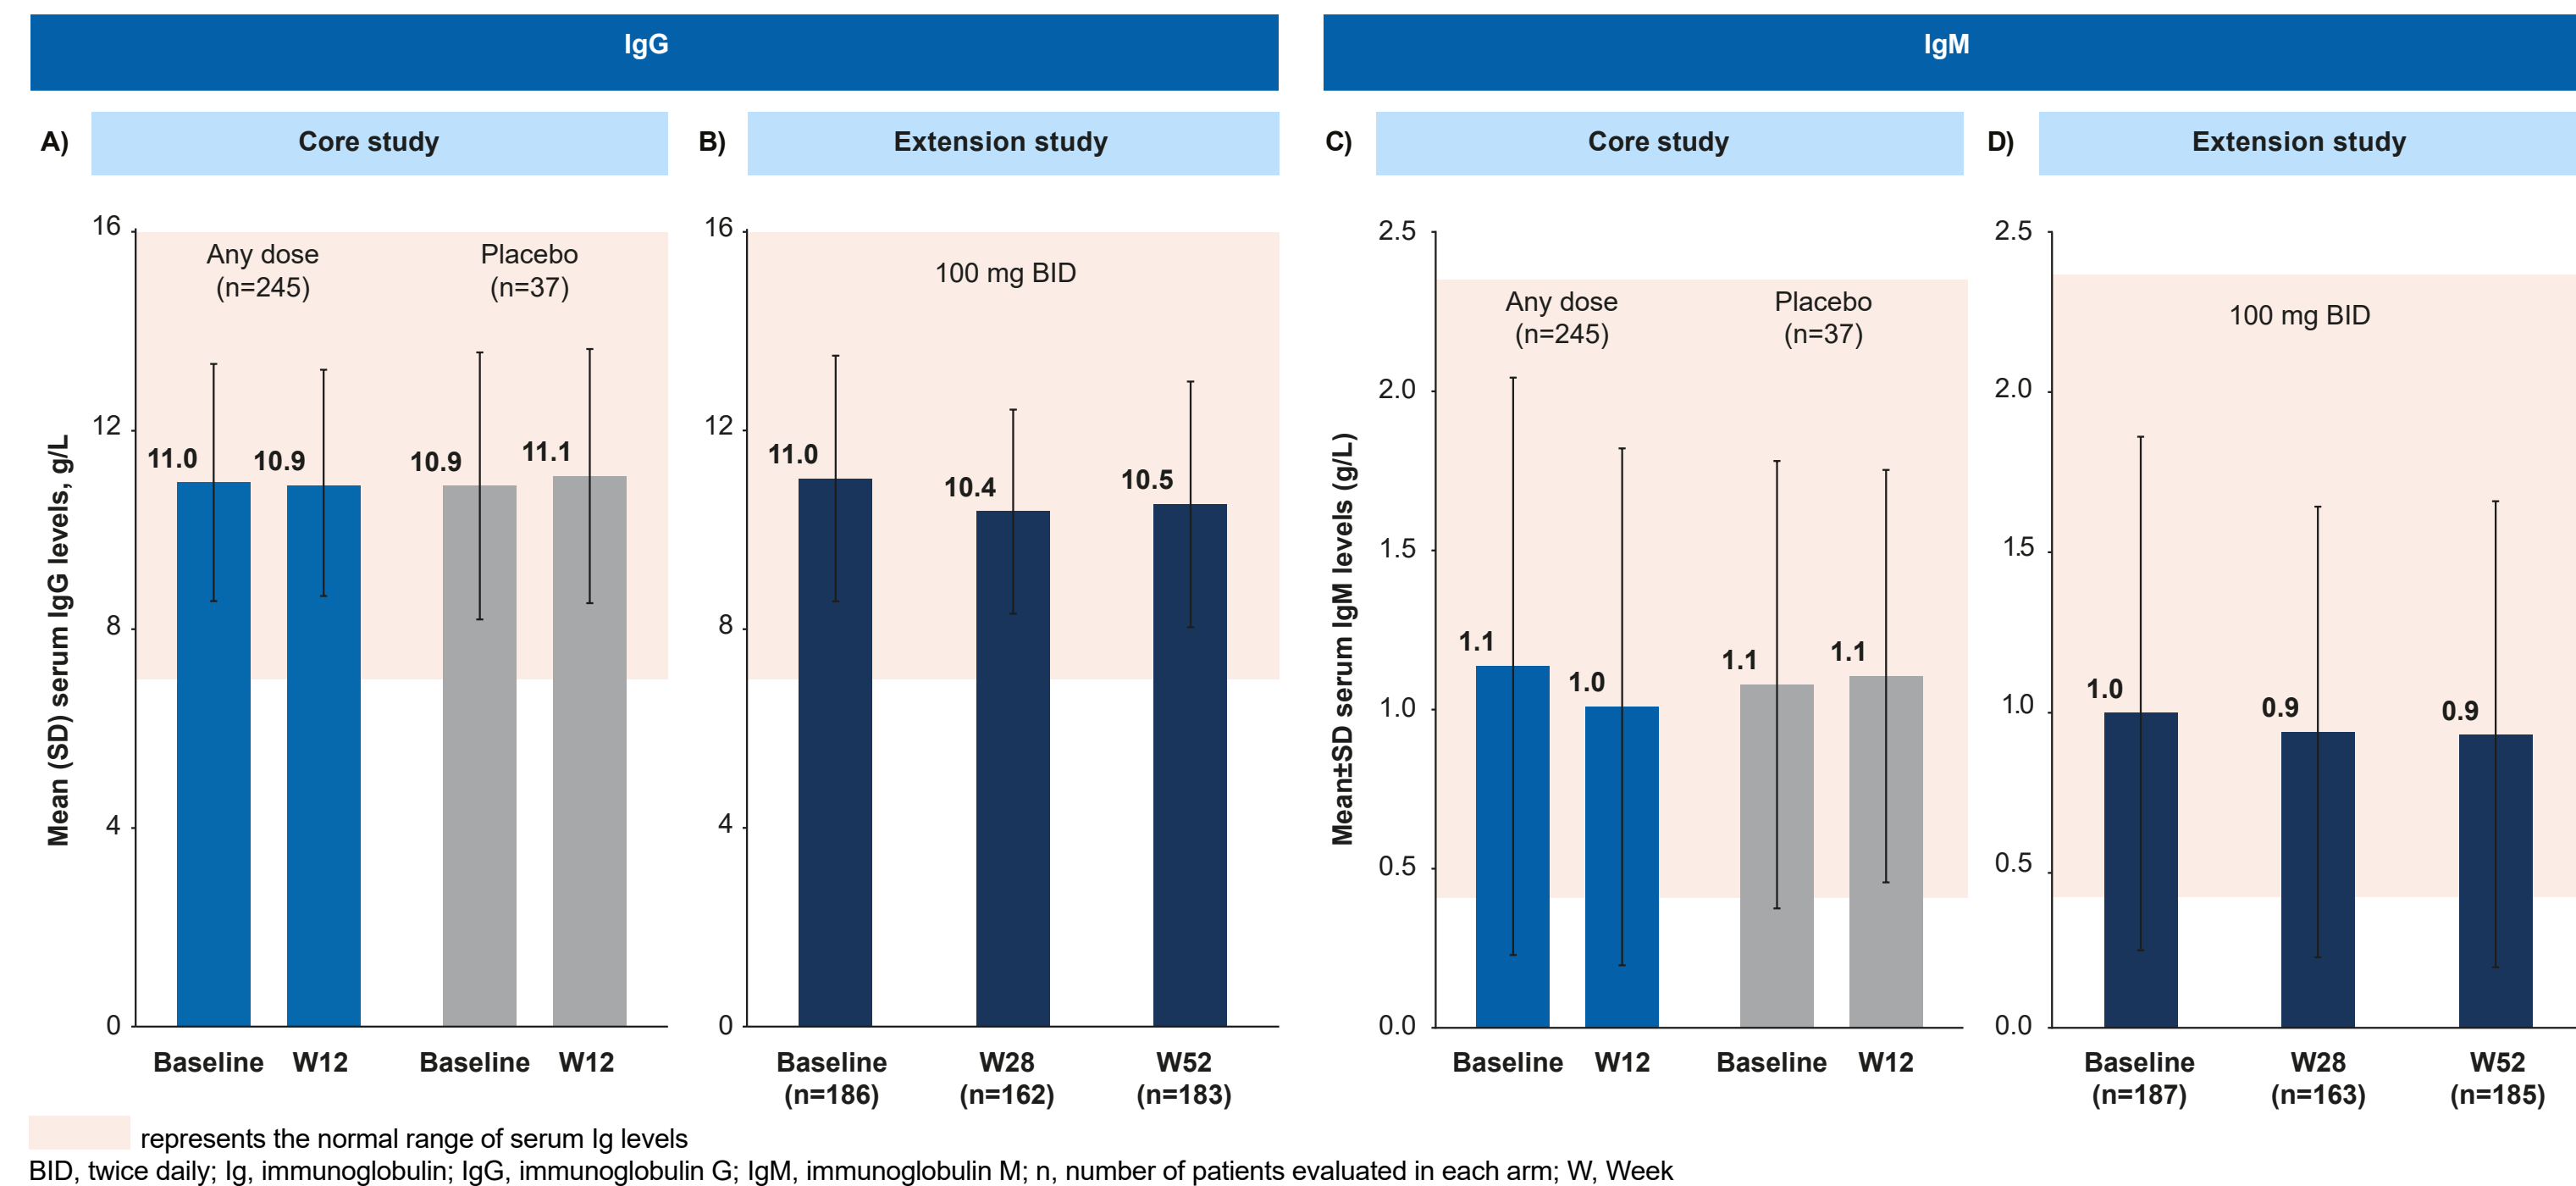 IgG
IgM
A)
Core study
B)
Extension study
C)
Core study
D)
Extension study
Mean (SD) serum IgG levels, g/L
16
12
8
4
0
Any dose
(n=245)
Placebo
(n=37)
11.0
10.9
10.9
11.1
Baseline
W12
Baseline
W12
16
12
8
4
0
100 mg BID
11.0
10.4
10.5
Baseline
(n=186)
W28
(n=162)
W52
(n=183)
Mean±SD serum IgM levels (g/L)
2.5
2.0
1.5
1.0
0.5
0.0
Any dose
(n=245)
Placebo
(n=37)
1.1
1.0
1.1
1.1
Baseline
W12
Baseline
W12
2.5
2.0
1.5
1.0
0.5
0.0
100 mg BID
1.0
0.9
0.9
Baseline
(n=187)
W28
(n=163)
W52
(n=185)
represents the normal range of serum Ig levels
BID, twice daily; Ig, immunoglobulin; IgG, immunoglobulin G; IgM, immunoglobulin M; n, number of patients evaluated in each arm; W, Week